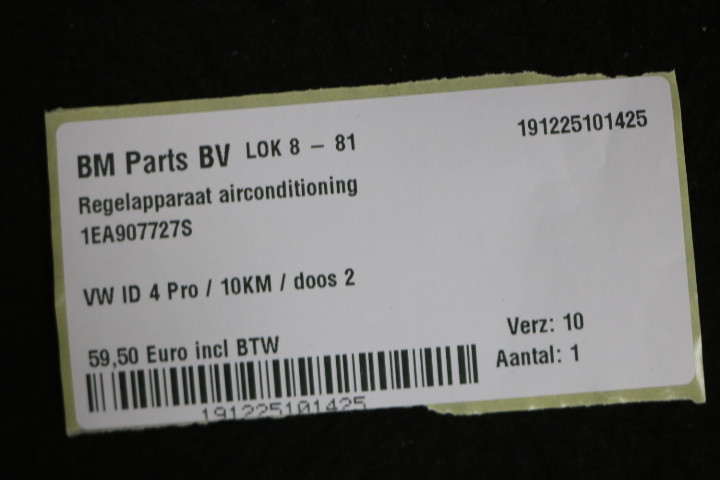 BM Parts BV LOK 8 - 81 191225101425
Regelapparaat airconditioning
1EA907727S
VW ID 4 Pro / 10KM / doos 2
Verz: 10
59,50 Euro incl BTW
Aantal: 1
191225101425